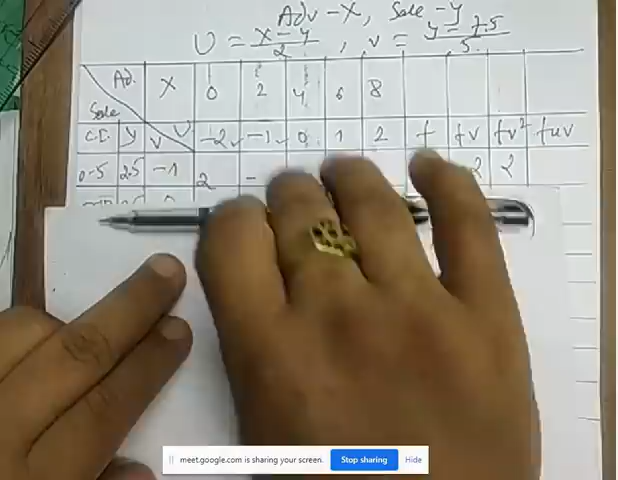 Adv - X, Sale - y
U = x - 4 / 2 , v = y - 7.5 / 5
Ad. X 0 2 4 6 8
Sale
C.I. y v U -2 -1 0 1 2 f fv fv² fuv
0-5 2.5 -1 2 - 2 2
meet.google.com is sharing your screen. Stop sharing Hide